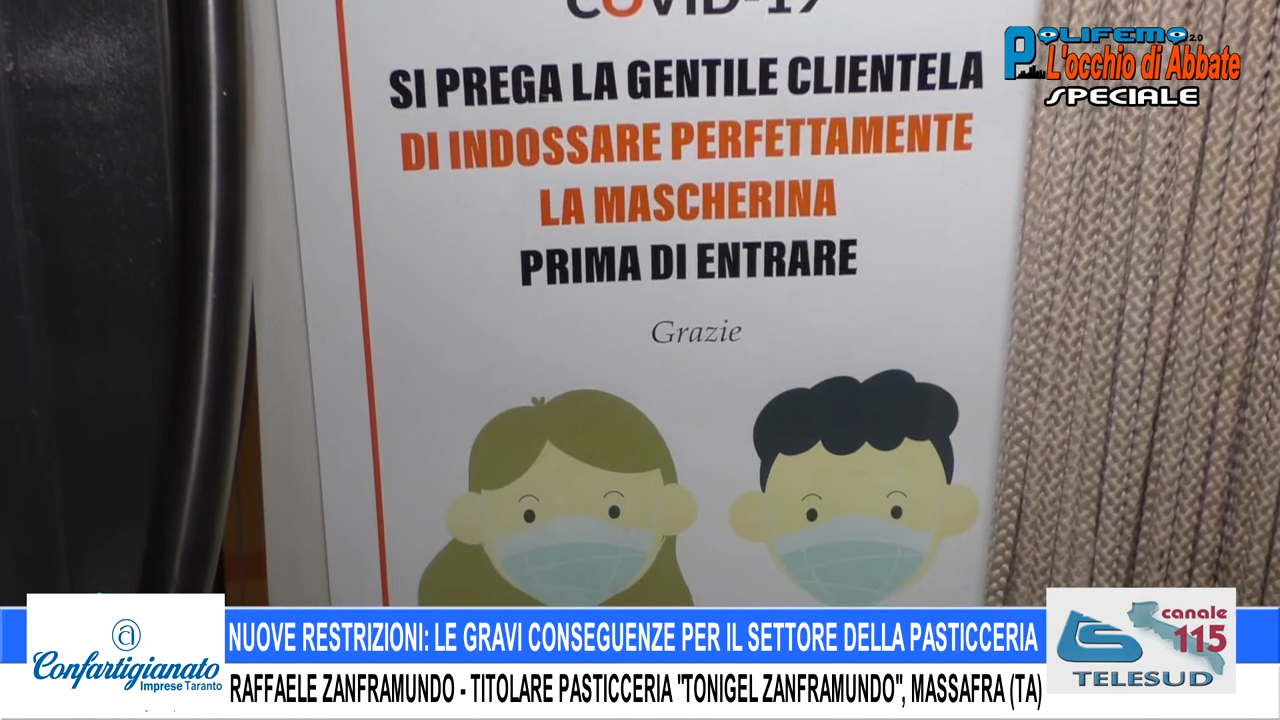 COVID-19
SI PREGA LA GENTILE CLIENTELA
DI INDOSSARE PERFETTAMENTE
LA MASCHERINA
PRIMA DI ENTRARE
Grazie
POLIFEMO 2.0
L'occhio di Abbate
SPECIALE
Confartigianato
Imprese Taranto
NUOVE RESTRIZIONI: LE GRAVI CONSEGUENZE PER IL SETTORE DELLA PASTICCERIA
RAFFAELE ZANFRAMUNDO - TITOLARE PASTICCERIA "TONIGEL ZANFRAMUNDO", MASSAFRA (TA)
canale
115
TELESUD